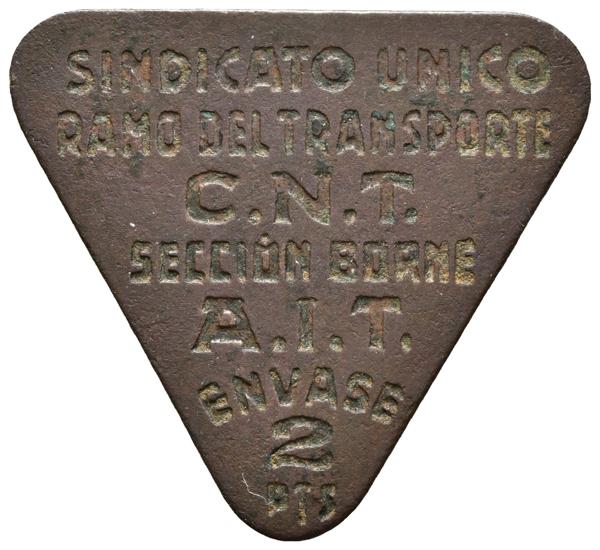 SINDICATO UNICO
RAMO DEL TRANSPORTE
C.N.T.
SECCIÓN BORNE
A.I.T.
ENVASE
2
PTS